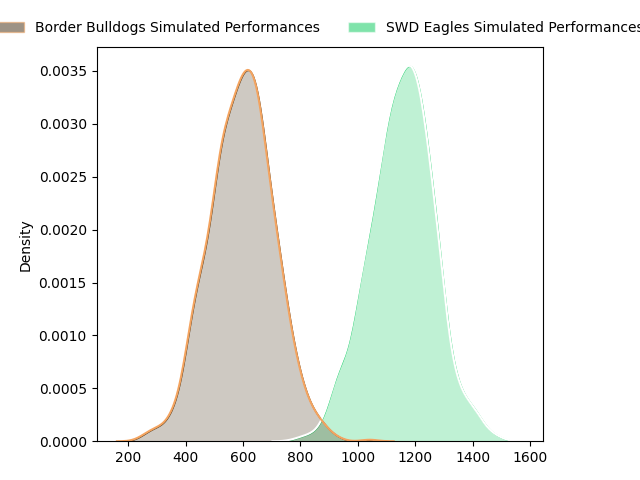 Border Bulldogs Simulated Performances
SWD Eagles Simulated Performances
0.0035
0.0030
0.0025
0.0020
0.0015
0.0010
0.0005
0.0000
Density
200 400 600 800 1000 1200 1400 1600